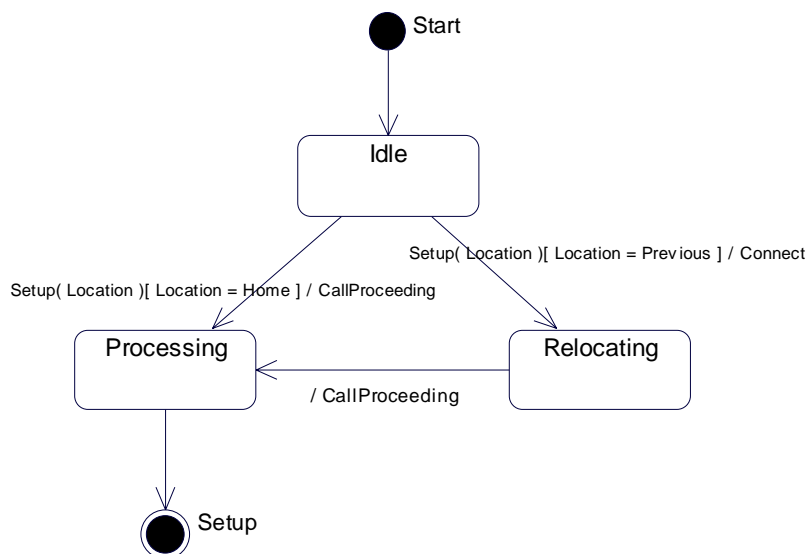 Start
Idle
Setup( Location )[ Location = Previous ] / Connect
Setup( Location )[ Location = Home ] / CallProceeding
Processing
Relocating
/ CallProceeding
Setup